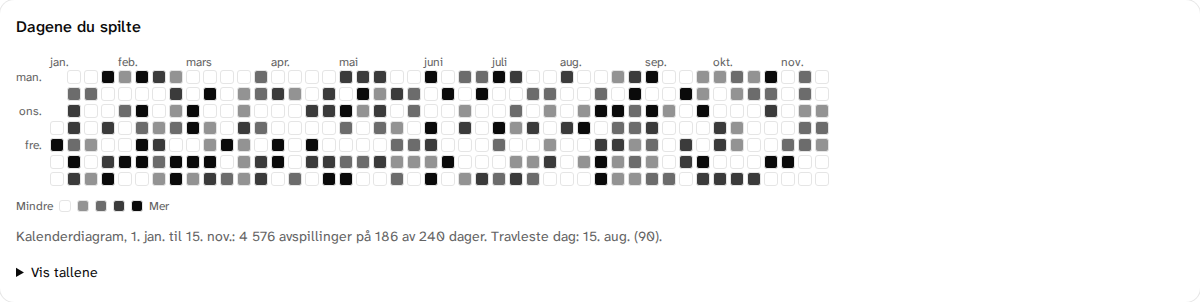 Dagene du spilte
jan. feb. mars apr. mai juni juli aug. sep. okt. nov.
man.
ons.
fre.
Mindre Mer
Kalenderdiagram, 1. jan. til 15. nov.: 4 576 avspillinger på 186 av 240 dager. Travleste dag: 15. aug. (90).
Vis tallene